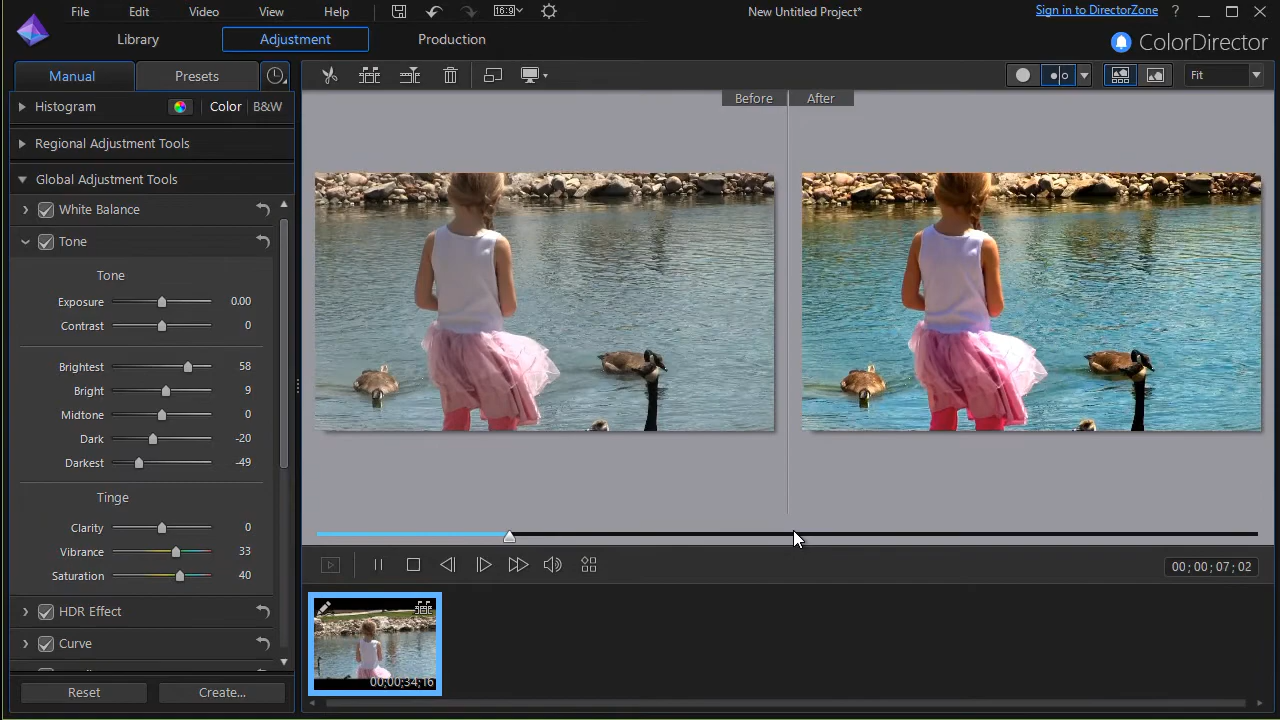 File Edit Video View Help
16:9
New Untitled Project*
Sign in to DirectorZone ?
Library Adjustment Production
ColorDirector
Manual Presets
Fit
Histogram Color B&W
Before After
Regional Adjustment Tools
Global Adjustment Tools
White Balance
Tone
Tone
Exposure 0.00
Contrast 0
Brightest 58
Bright 9
Midtone 0
Dark -20
Darkest -49
Tinge
Clarity 0
Vibrance 33
Saturation 40
00;00;07;02
HDR Effect
Curve
00;00;34;16
Reset Create...